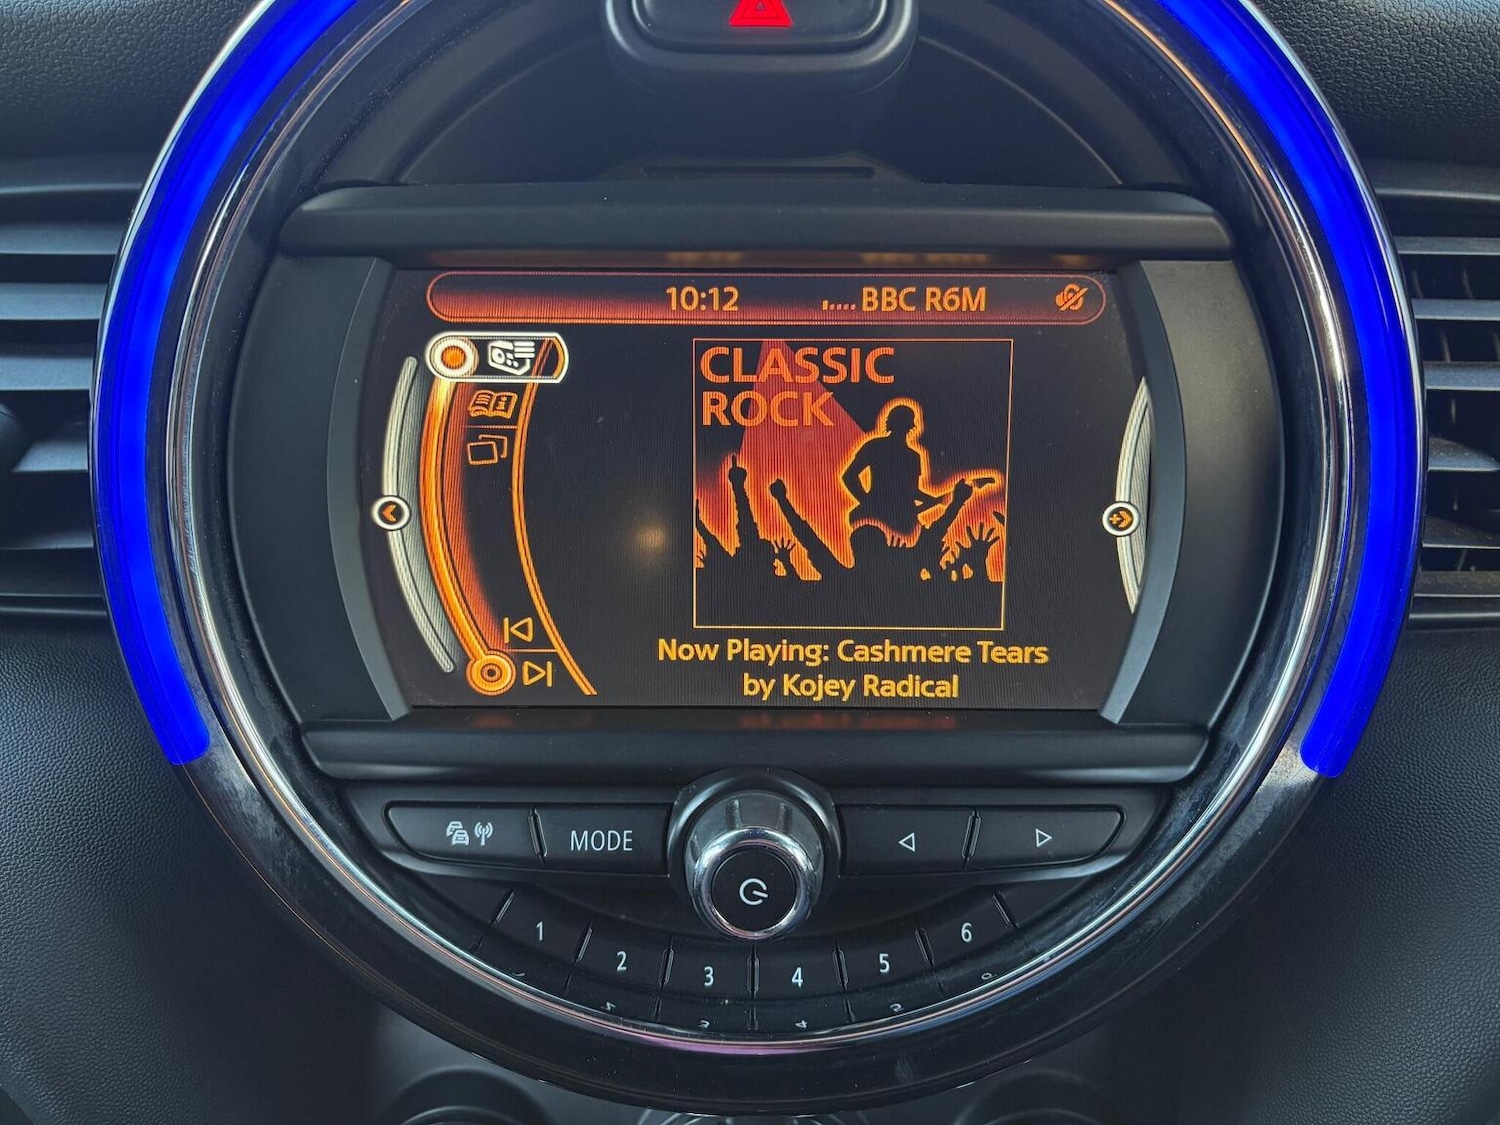 10:12 BBC R6M
CLASSIC
ROCK
Now Playing: Cashmere Tears
by Kojey Radical
MODE
1 2 3 4 5 6